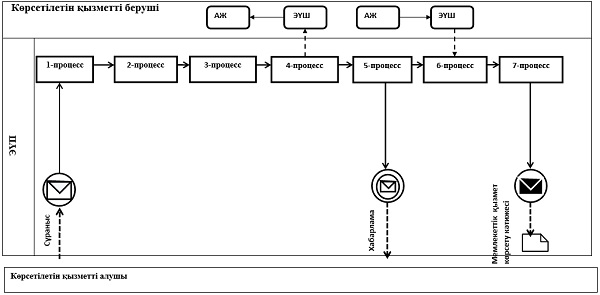 Көрсетілетін қызметті беруші
АЖ
ЭҮШ
АЖ
ЭҮШ
ЭҮП
1-процесс
2-процесс
3-процесс
4-процесс
5-процесс
6-процесс
7-процесс
Сұраныс
Хабарлама
Мемлекеттік қызмет
көрсету нәтижесі
Көрсетілетін қызметті алушы